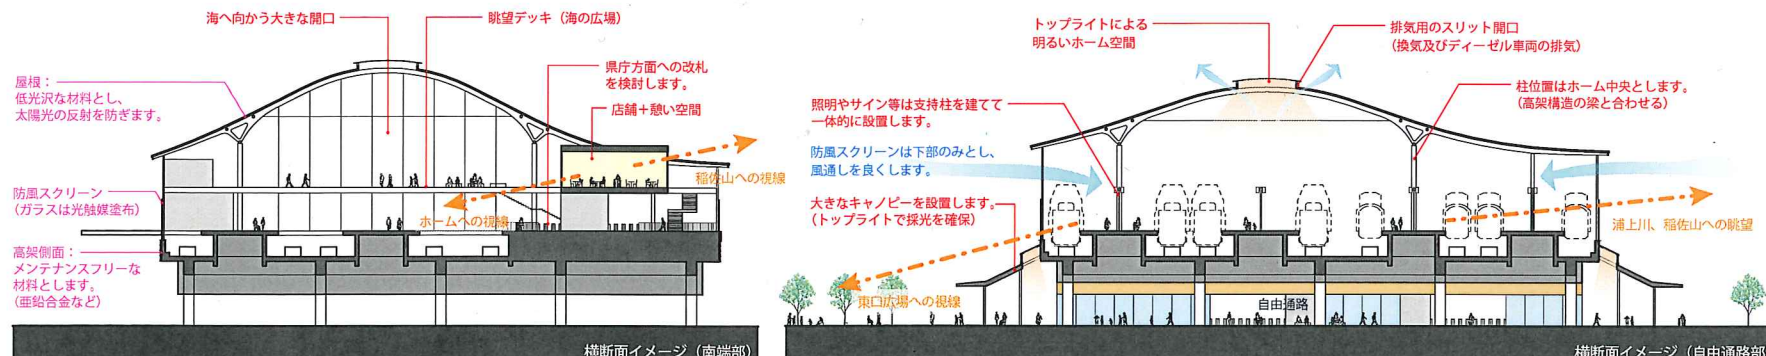 海へ向かう大きな開口
眺望デッキ（海の広場）
県庁方面への改札
を検討します。
店舗＋憩い空間
屋根：
低光沢な材料とし、
太陽光の反射を防ぎます。
稲佐山への視線
防風スクリーン
（ガラスは光触媒塗布）
ホームへの視線
高架側面：
メンテナンスフリーな
材料とします。
（亜鉛合金など）
横断面イメージ（南端部）
トップライトによる
明るいホーム空間
排気用のスリット開口
（換気及びディーゼル車両の排気）
柱位置はホーム中央とします。
（高架構造の梁と合わせる）
照明やサイン等は支持柱を建てて
一体的に設置します。
防風スクリーンは下部のみとし、
風通しを良くします。
大きなキャノピーを設置します。
（トップライトで採光を確保）
浦上川、稲佐山への眺望
東口広場への視線
自由通路
横断面イメージ（自由通路部